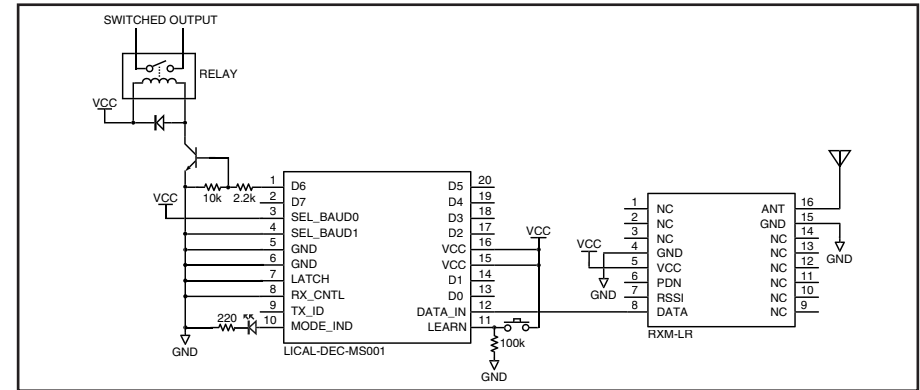 SWITCHED OUTPUT
RELAY
VCC
10k 2.2k
VCC
220
GND
1 D6
2 D7
3 SEL_BAUD0
4 SEL_BAUD1
5 GND
6 GND
7 LATCH
8 RX_CNTL
9 TX_ID
10 MODE_IND
D5 20
D4 19
D3 18
D2 17
VCC 16
VCC 15
D1 14
D0 13
DATA_IN 12
LEARN 11
LICAL-DEC-MS001
VCC
100k
GND
VCC
GND
1 NC
2 NC
3 NC
4 GND
5 VCC
6 PDN
7 RSSI
8 DATA
ANT 16
GND 15
NC 14
NC 13
NC 12
NC 11
NC 10
NC 9
RXM-LR
GND